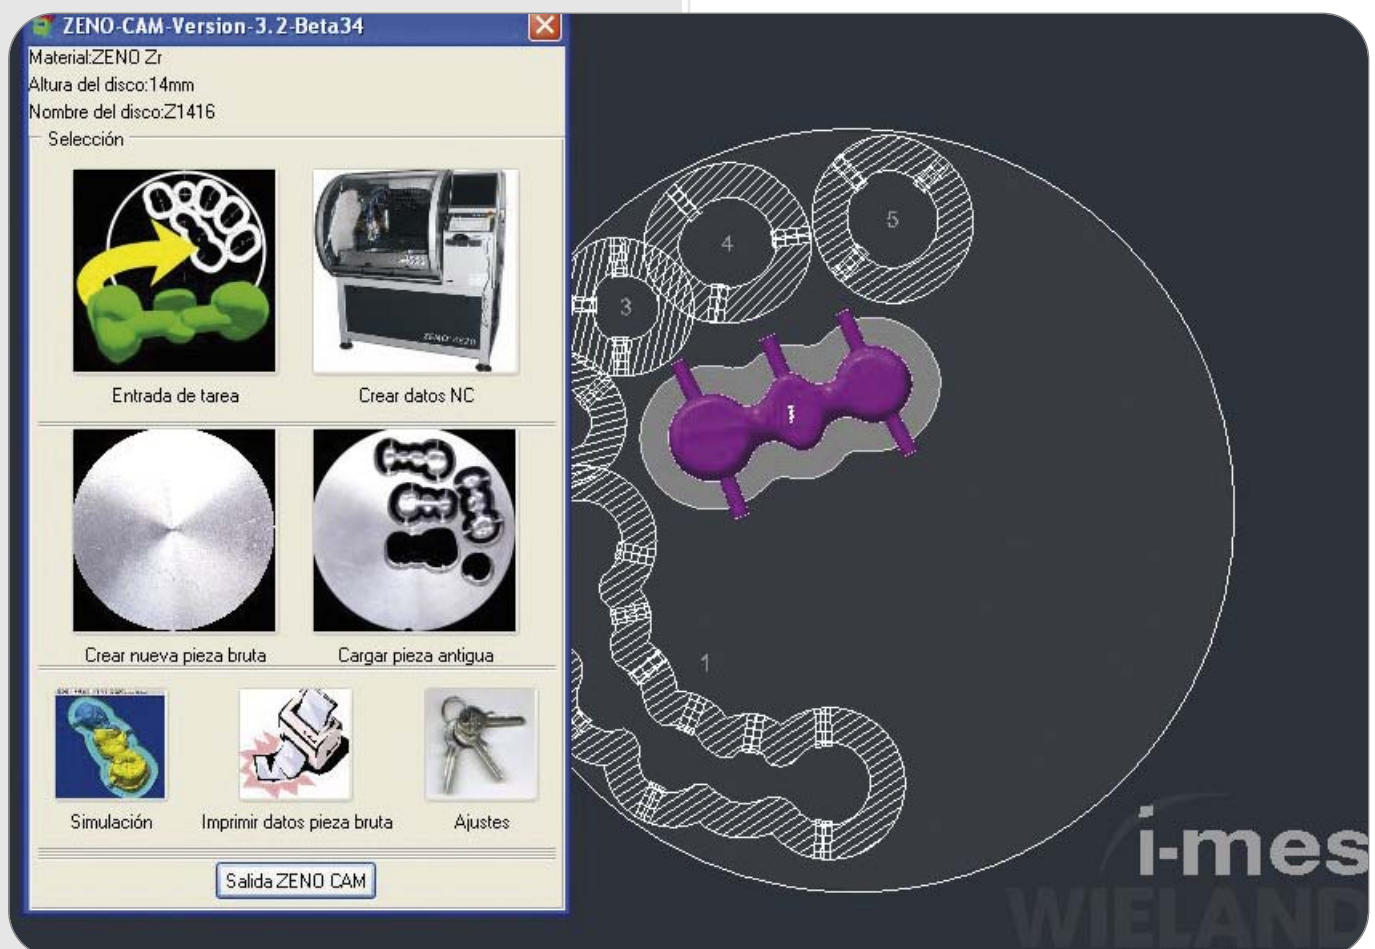 ZENO-CAM-Version-3.2-Beta34
Material:ZENO Zr
Altura del disco:14mm
Nombre del disco:Z1416
Selección
Entrada de tarea
Crear datos NC
Crear nueva pieza bruta
Cargar pieza antigua
Simulación
Imprimir datos pieza bruta
Ajustes
Salida ZENO CAM
5
4
3
1
i-mes
WIELAND